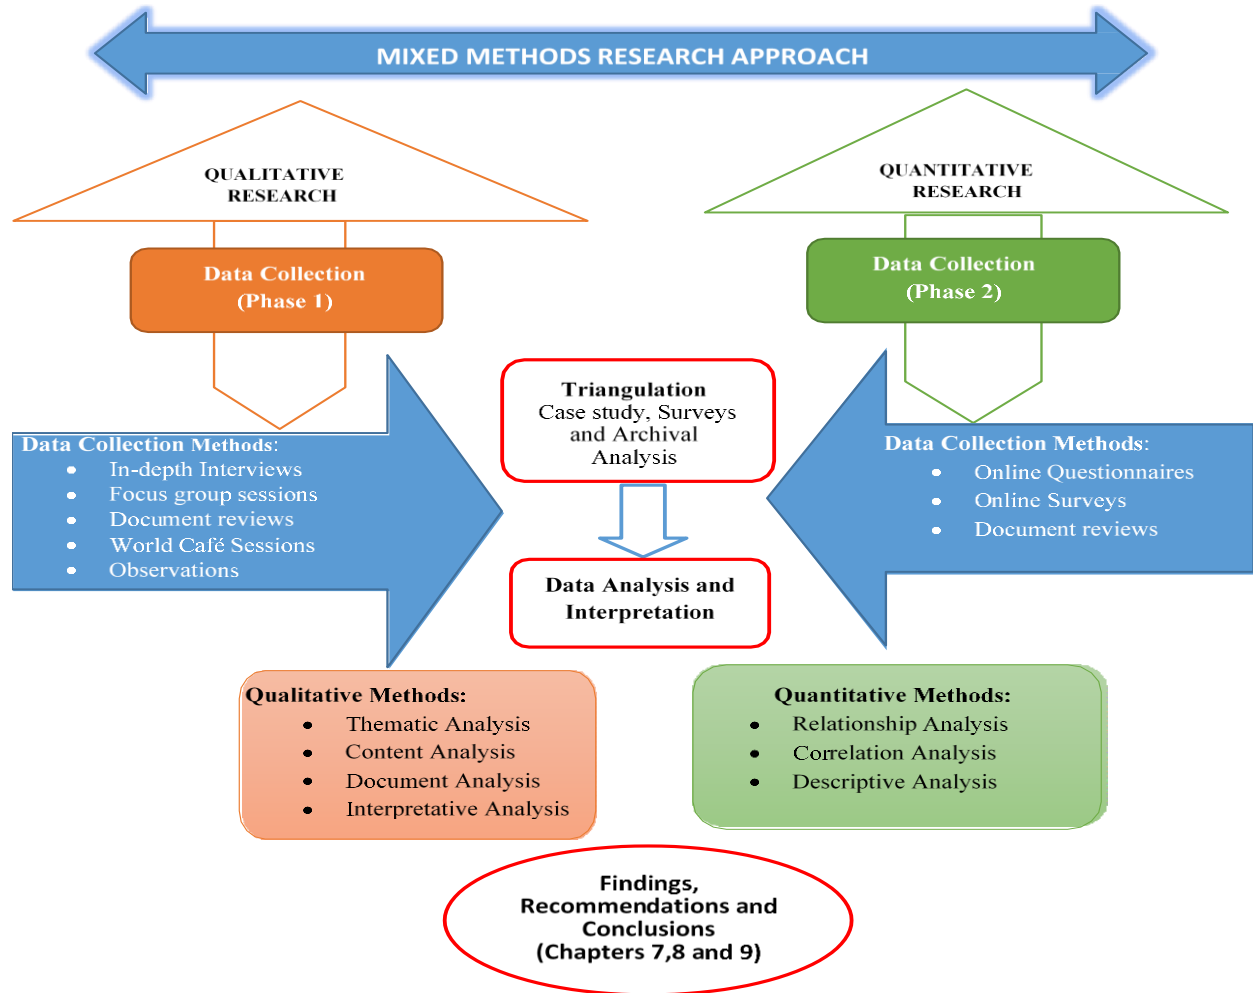 MIXED METHODS RESEARCH APPROACH
QUALITATIVE
RESEARCH
QUANTITATIVE
RESEARCH
Data Collection
(Phase 1)
Data Collection
(Phase 2)
Triangulation
Case study, Surveys
and Archival
Analysis
Data Collection Methods:
• In-depth Interviews
• Focus group sessions
• Document reviews
• World Café Sessions
• Observations
Data Collection Methods:
• Online Questionnaires
• Online Surveys
• Document reviews
Data Analysis and
Interpretation
Qualitative Methods:
• Thematic Analysis
• Content Analysis
• Document Analysis
• Interpretative Analysis
Quantitative Methods:
• Relationship Analysis
• Correlation Analysis
• Descriptive Analysis
Findings,
Recommendations and
Conclusions
(Chapters 7,8 and 9)